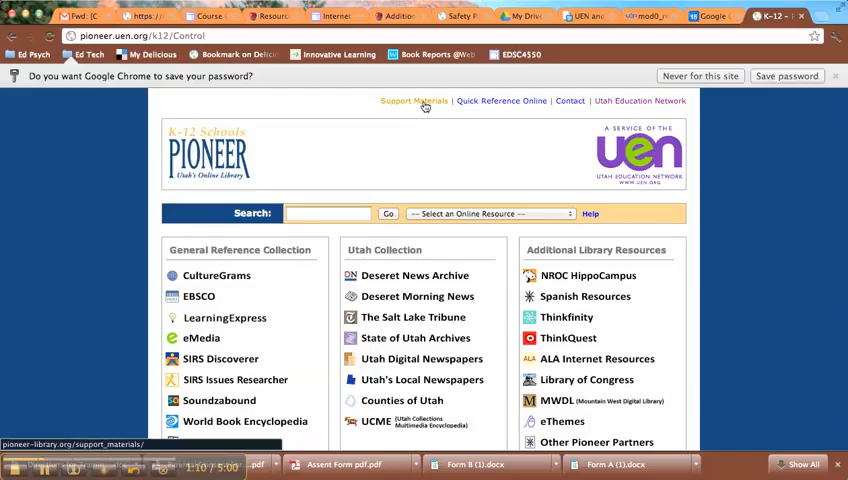 Fwd: [C
https://
Course
Resour
Internet
Addition
Safety P
My Drive
UEN and
mod0_re
Google
K-12 - P
pioneer.uen.org/k12/Control
Ed Psych
Ed Tech
My Delicious
Bookmark on Delicio
Innovative Learning
Book Reports @Web
EDSC4550
Do you want Google Chrome to save your password?
Never for this site
Save password
Support Materials | Quick Reference Online | Contact | Utah Education Network
K-12 Schools
PIONEER
Utah's Online Library
A SERVICE OF THE
uen
UTAH EDUCATION NETWORK
WWW.UEN.ORG
Search:
Go
-- Select an Online Resource --
Help
General Reference Collection
CultureGrams
EBSCO
LearningExpress
eMedia
SIRS Discoverer
SIRS Issues Researcher
Soundzabound
World Book Encyclopedia
Utah Collection
Deseret News Archive
Deseret Morning News
The Salt Lake Tribune
State of Utah Archives
Utah Digital Newspapers
Utah's Local Newspapers
Counties of Utah
UCME (Utah Collections
Multimedia Encyclopedia)
Additional Library Resources
NROC HippoCampus
Spanish Resources
Thinkfinity
ThinkQuest
ALA Internet Resources
Library of Congress
MWDL (Mountain West Digital Library)
eThemes
Other Pioneer Partners
pioneer-library.org/support_materials/
1:10 / 5:00
.pdf
Assent Form pdf.pdf
Form B (1).docx
Form A (1).docx
Show All